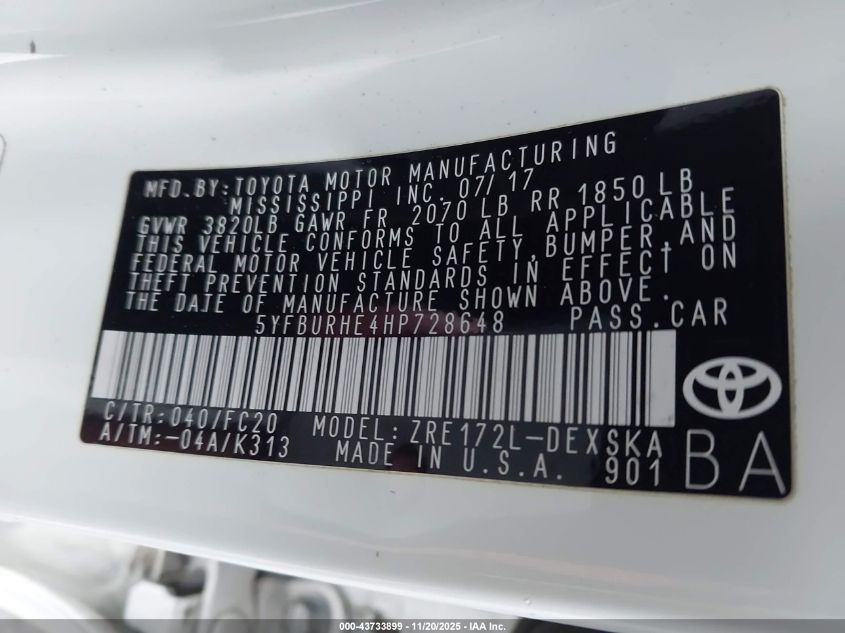 MFD.BY:TOYOTA MOTOR MANUFACTURING
MISSISSIPPI INC. 07/17
GVWR 3820LB GAWR FR 2070 LB RR 1850 LB
THIS VEHICLE CONFORMS TO ALL APPLICABLE
FEDERAL MOTOR VEHICLE SAFETY,BUMPER,AND
THEFT PREVENTION STANDARDS IN EFFECT ON
THE DATE OF MANUFACTURE SHOWN ABOVE.
5YFBURHE4HP728648 PASS.CAR
C/TR:040/FC20 MODEL:ZRE172L-DEXSKA
A/TM:-04A/K313 MADE IN U.S.A. 901
BA
000-43733899 - 11/20/2025 - IAA Inc.